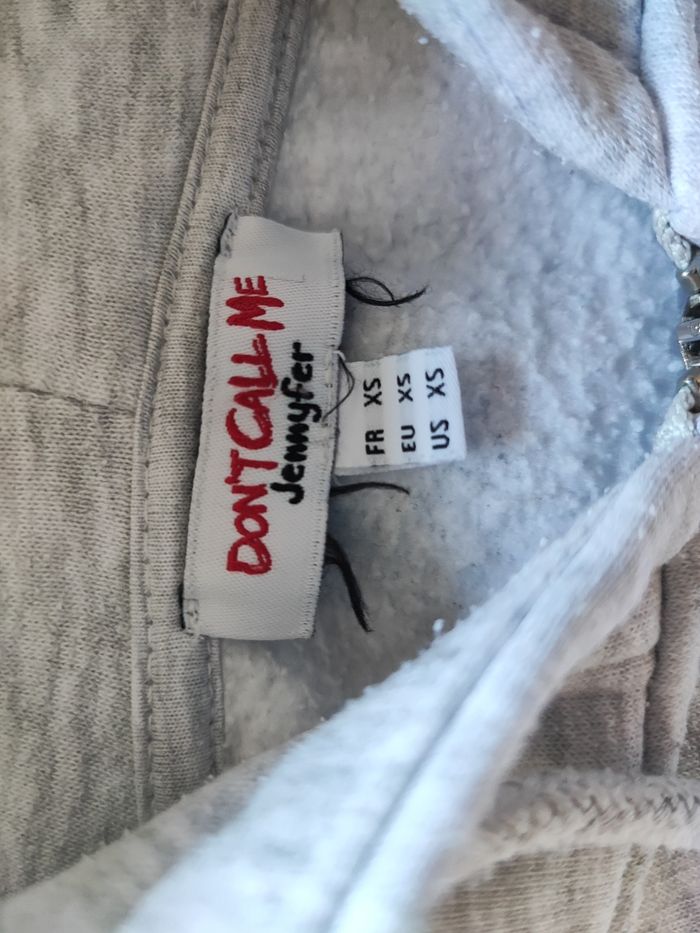 DON'T CALL ME
Jennyfer
FR XS
EU XS
US XS